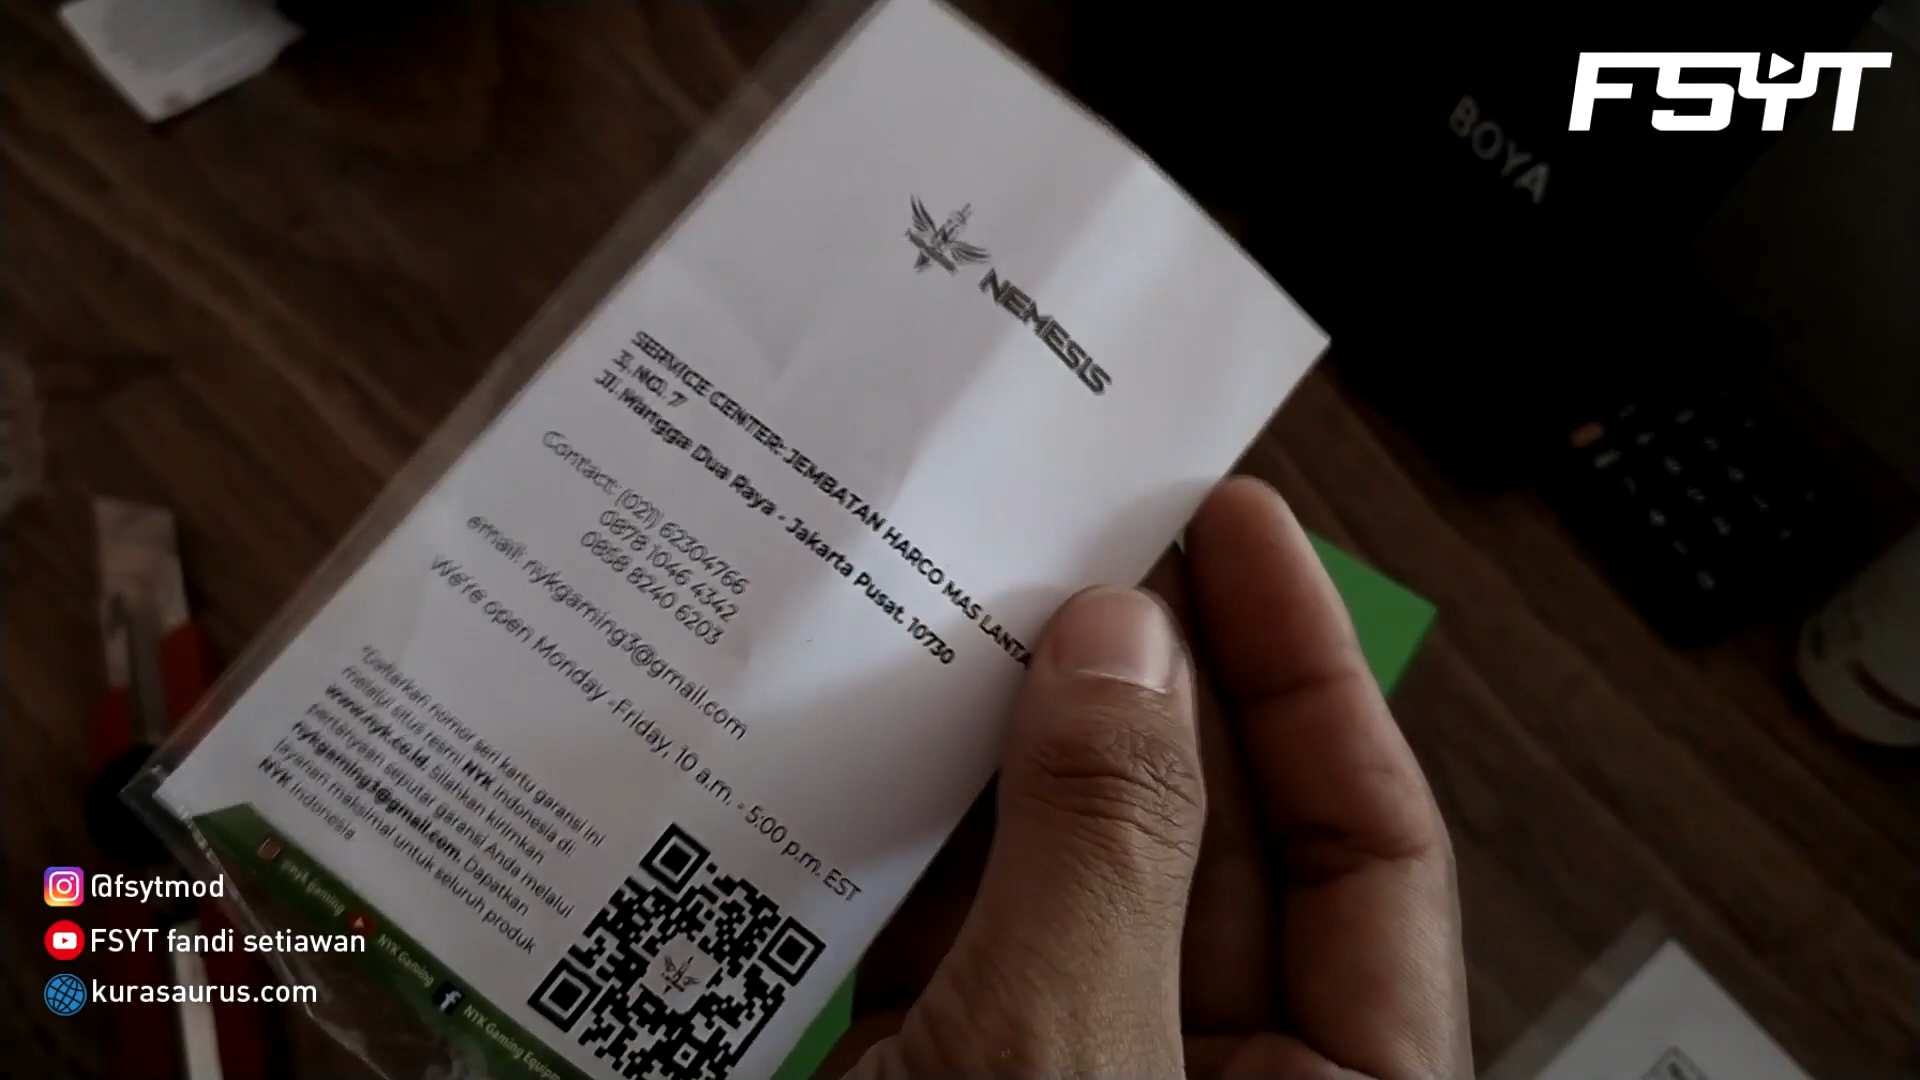 FSYT
BOYA
NEMESIS
SERVICE CENTER: JEMBATAN HARCO MAS LANTA
3, NO. 7
Jl. Mangga Dua Raya - Jakarta Pusat, 10730
Contact: (021) 62304766
0878 1046 4342
0858 8240 6203
email: nykgaming3@gmail.com
We're open Monday -Friday, 10 a.m. - 5:00 p.m. EST
*Daftarkan nomor seri kartu garansi ini
melalui situs resmi NYK Indonesia di:
www.nyk.co.id. Silahkan kirimkan
pertanyaan seputar garansi Anda melalui
nykgaming3@gmail.com. Dapatkan
layanan maksimal untuk seluruh produk
NYK Indonesia
NYK Gaming
NYK Gaming Equipm
@fsytmod
FSYT fandi setiawan
kurasaurus.com